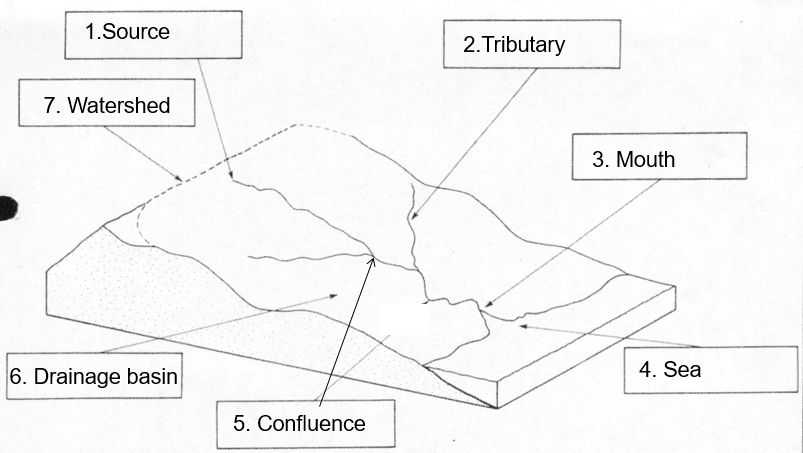 1.Source
2.Tributary
7. Watershed
3. Mouth
4. Sea
6. Drainage basin
5. Confluence